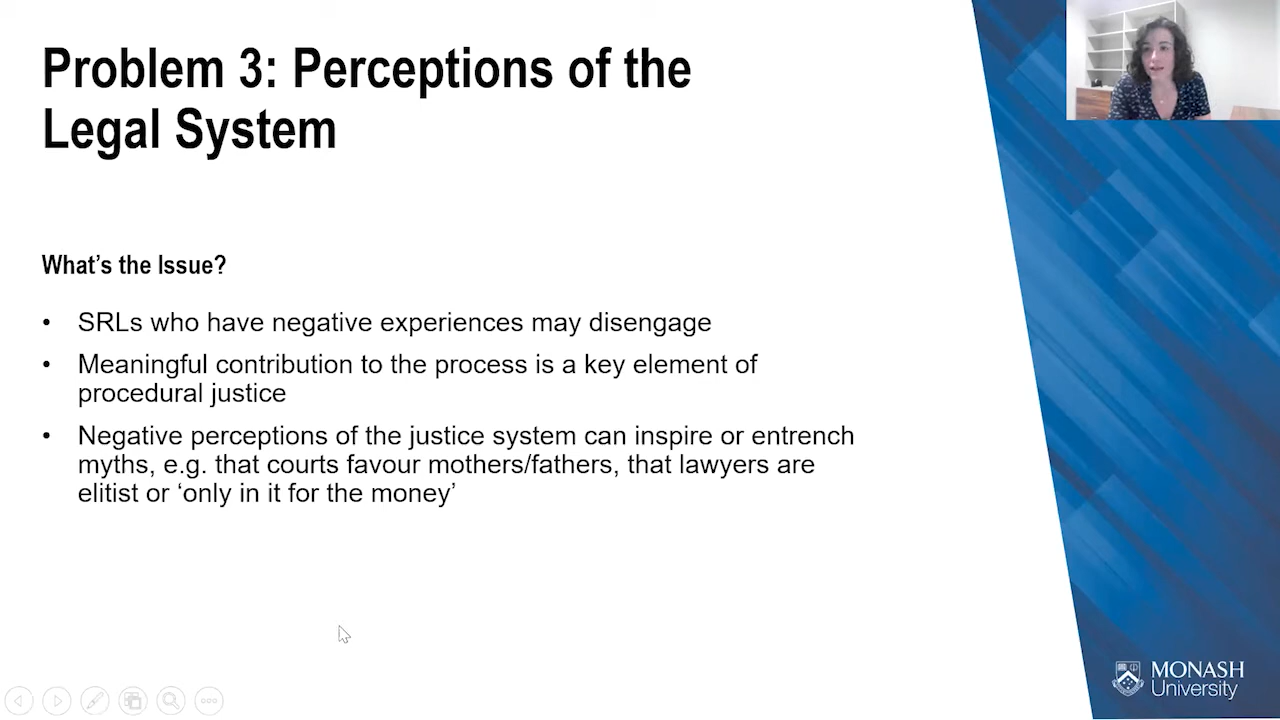 Problem 3: Perceptions of the
Legal System
What’s the Issue?
• SRLs who have negative experiences may disengage
• Meaningful contribution to the process is a key element of
procedural justice
• Negative perceptions of the justice system can inspire or entrench
myths, e.g. that courts favour mothers/fathers, that lawyers are
elitist or ‘only in it for the money’
MONASH
University